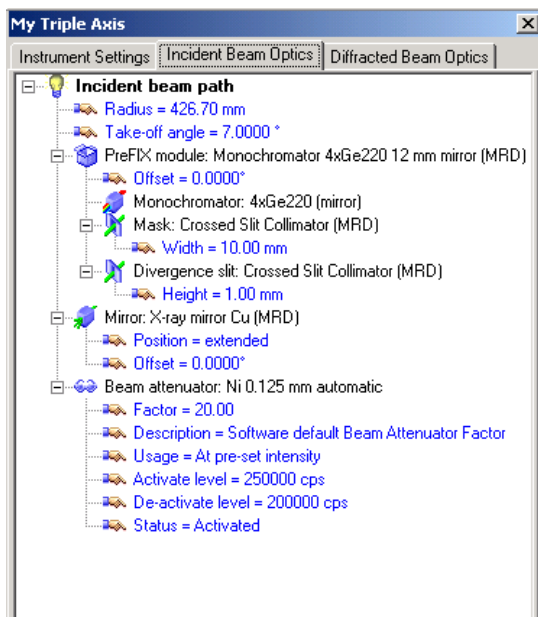 My Triple Axis
Instrument Settings Incident Beam Optics Diffracted Beam Optics
Incident beam path
Radius = 426.70 mm
Take-off angle = 7.0000 °
PreFIX module: Monochromator 4xGe220 12 mm mirror (MRD)
Offset = 0.0000°
Monochromator: 4xGe220 (mirror)
Mask: Crossed Slit Collimator (MRD)
Width = 10.00 mm
Divergence slit: Crossed Slit Collimator (MRD)
Height = 1.00 mm
Mirror: X-ray mirror Cu (MRD)
Position = extended
Offset = 0.0000°
Beam attenuator: Ni 0.125 mm automatic
Factor = 20.00
Description = Software default Beam Attenuator Factor
Usage = At pre-set intensity
Activate level = 250000 cps
De-activate level = 200000 cps
Status = Activated